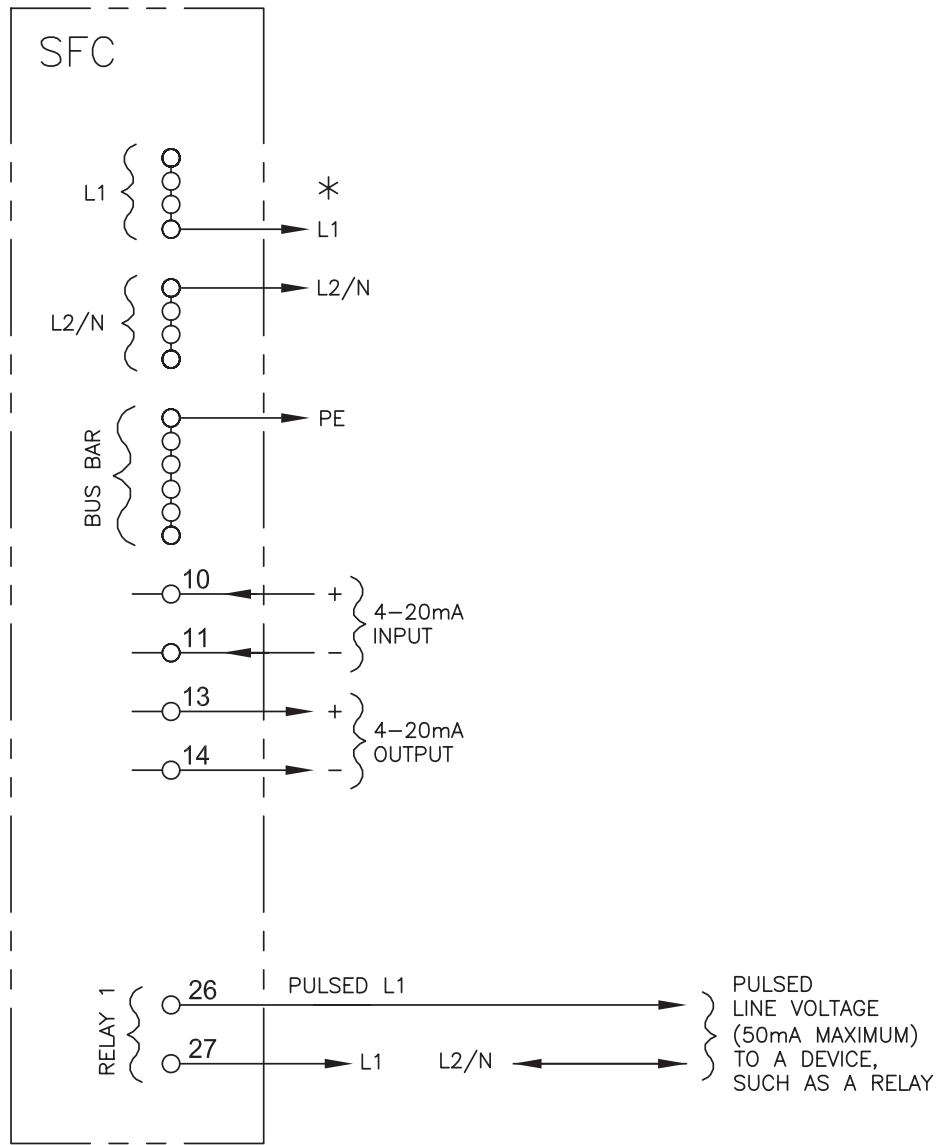 SFC
L1
*
L1
L2/N
L2/N
PE
BUS BAR
10
+
4-20mA
INPUT
11
-
13
+
4-20mA
OUTPUT
14
-
RELAY 1
26
PULSED L1
27
L1
L2/N
PULSED
LINE VOLTAGE
(50mA MAXIMUM)
TO A DEVICE,
SUCH AS A RELAY